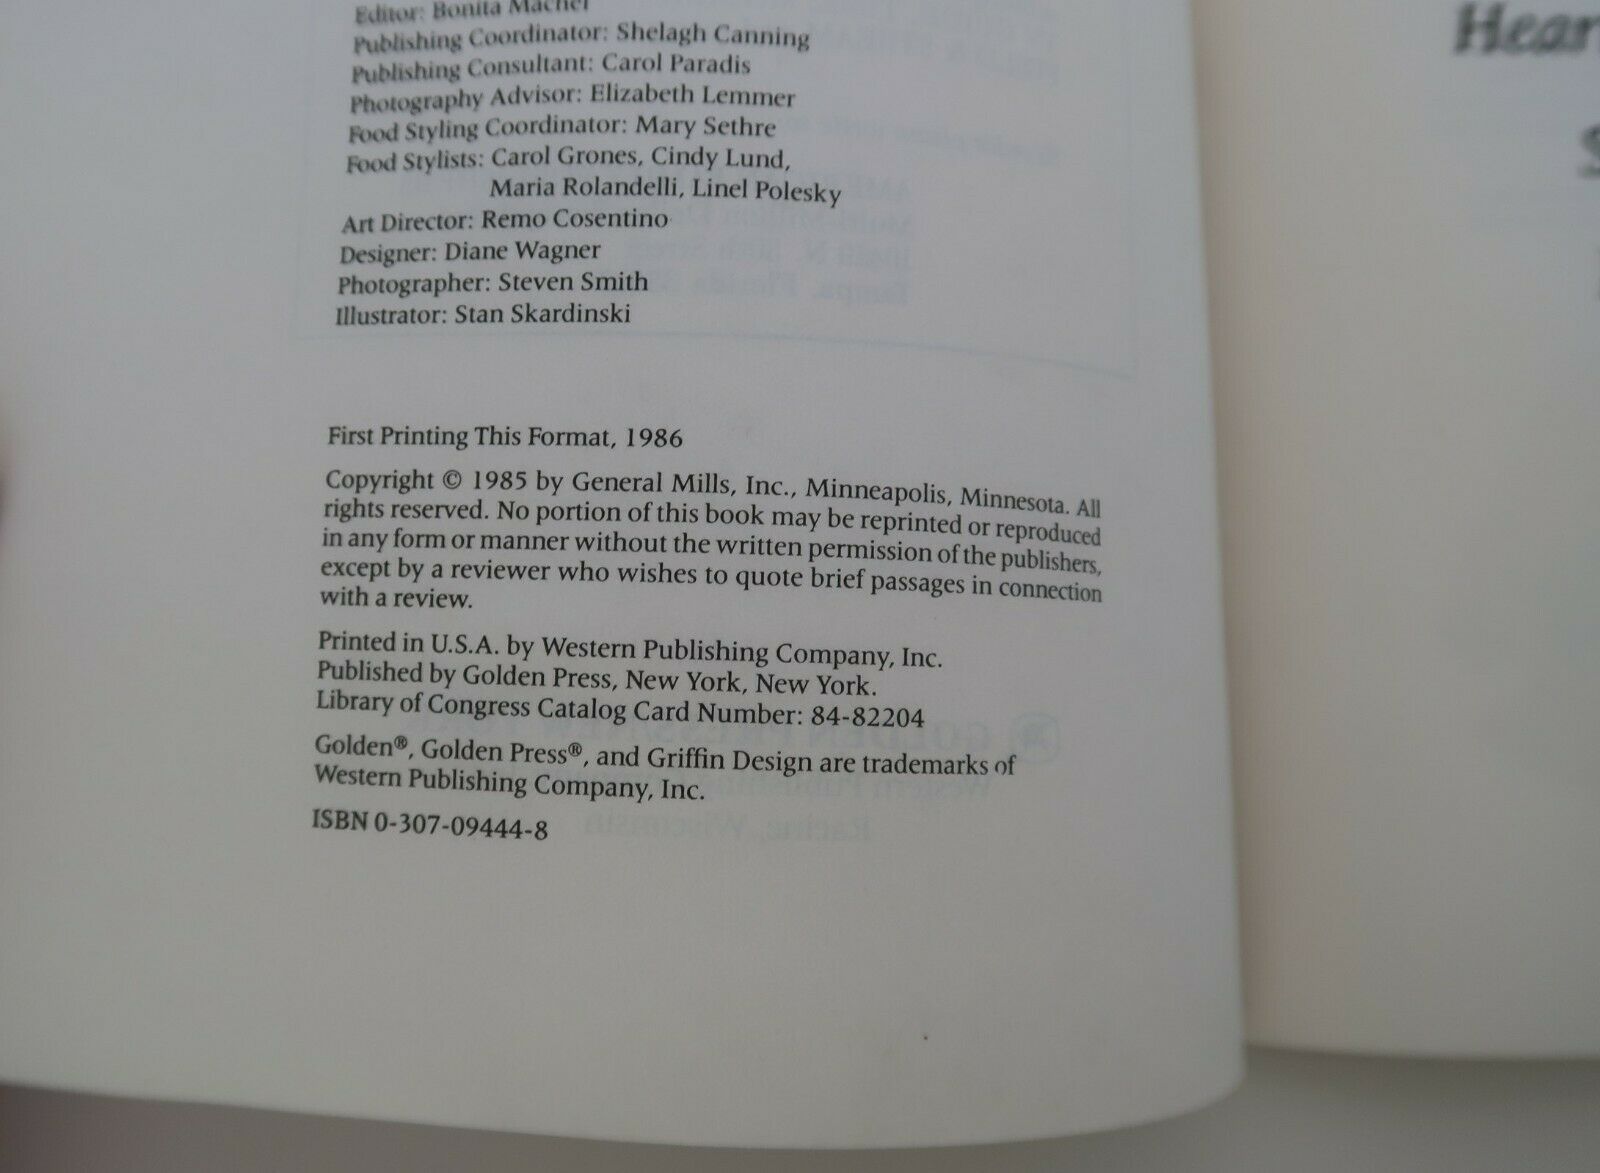 Editor: Bonita Machel
Publishing Coordinator: Shelagh Canning
Publishing Consultant: Carol Paradis
Photography Advisor: Elizabeth Lemmer
Food Styling Coordinator: Mary Sethre
Food Stylists: Carol Grones, Cindy Lund,
Maria Rolandelli, Linel Polesky
Art Director: Remo Cosentino
Designer: Diane Wagner
Photographer: Steven Smith
Illustrator: Stan Skardinski
First Printing This Format, 1986
Copyright © 1985 by General Mills, Inc., Minneapolis, Minnesota. All
rights reserved. No portion of this book may be reprinted or reproduced
in any form or manner without the written permission of the publishers,
except by a reviewer who wishes to quote brief passages in connection
with a review.
Printed in U.S.A. by Western Publishing Company, Inc.
Published by Golden Press, New York, New York.
Library of Congress Catalog Card Number: 84-82204
Golden®, Golden Press®, and Griffin Design are trademarks of
Western Publishing Company, Inc.
ISBN 0-307-09444-8